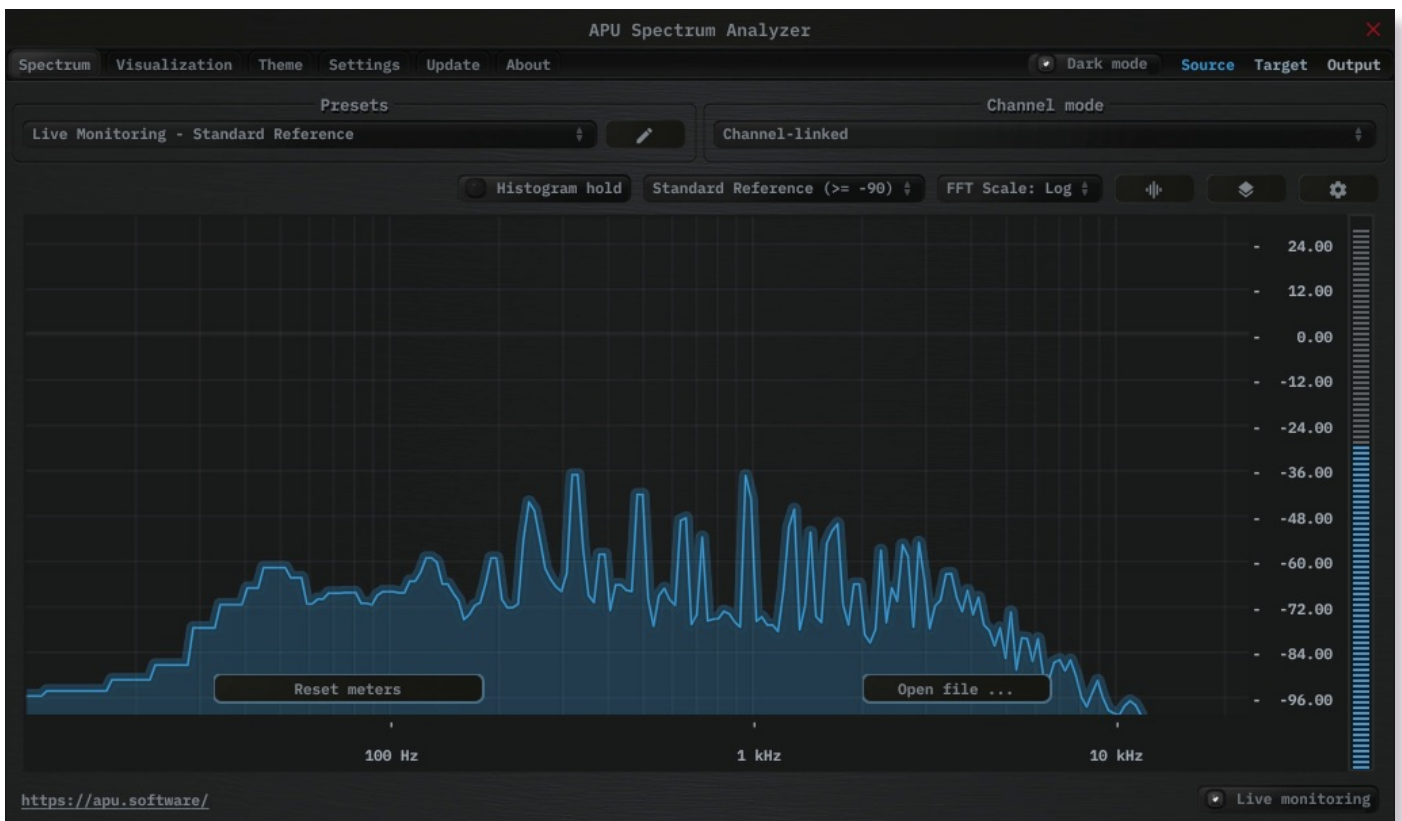 APU Spectrum Analyzer
Spectrum Visualization Theme Settings Update About Dark mode Source Target Output
Presets Channel mode
Live Monitoring - Standard Reference Channel-linked
Histogram hold Standard Reference (>= -90) FFT Scale: Log
- 24.00
- 12.00
- 0.00
- -12.00
- -24.00
- -36.00
- -48.00
- -60.00
- -72.00
- -84.00
Reset meters Open file ...
- -96.00
100 Hz 1 kHz 10 kHz
https://apu.software/ Live monitoring